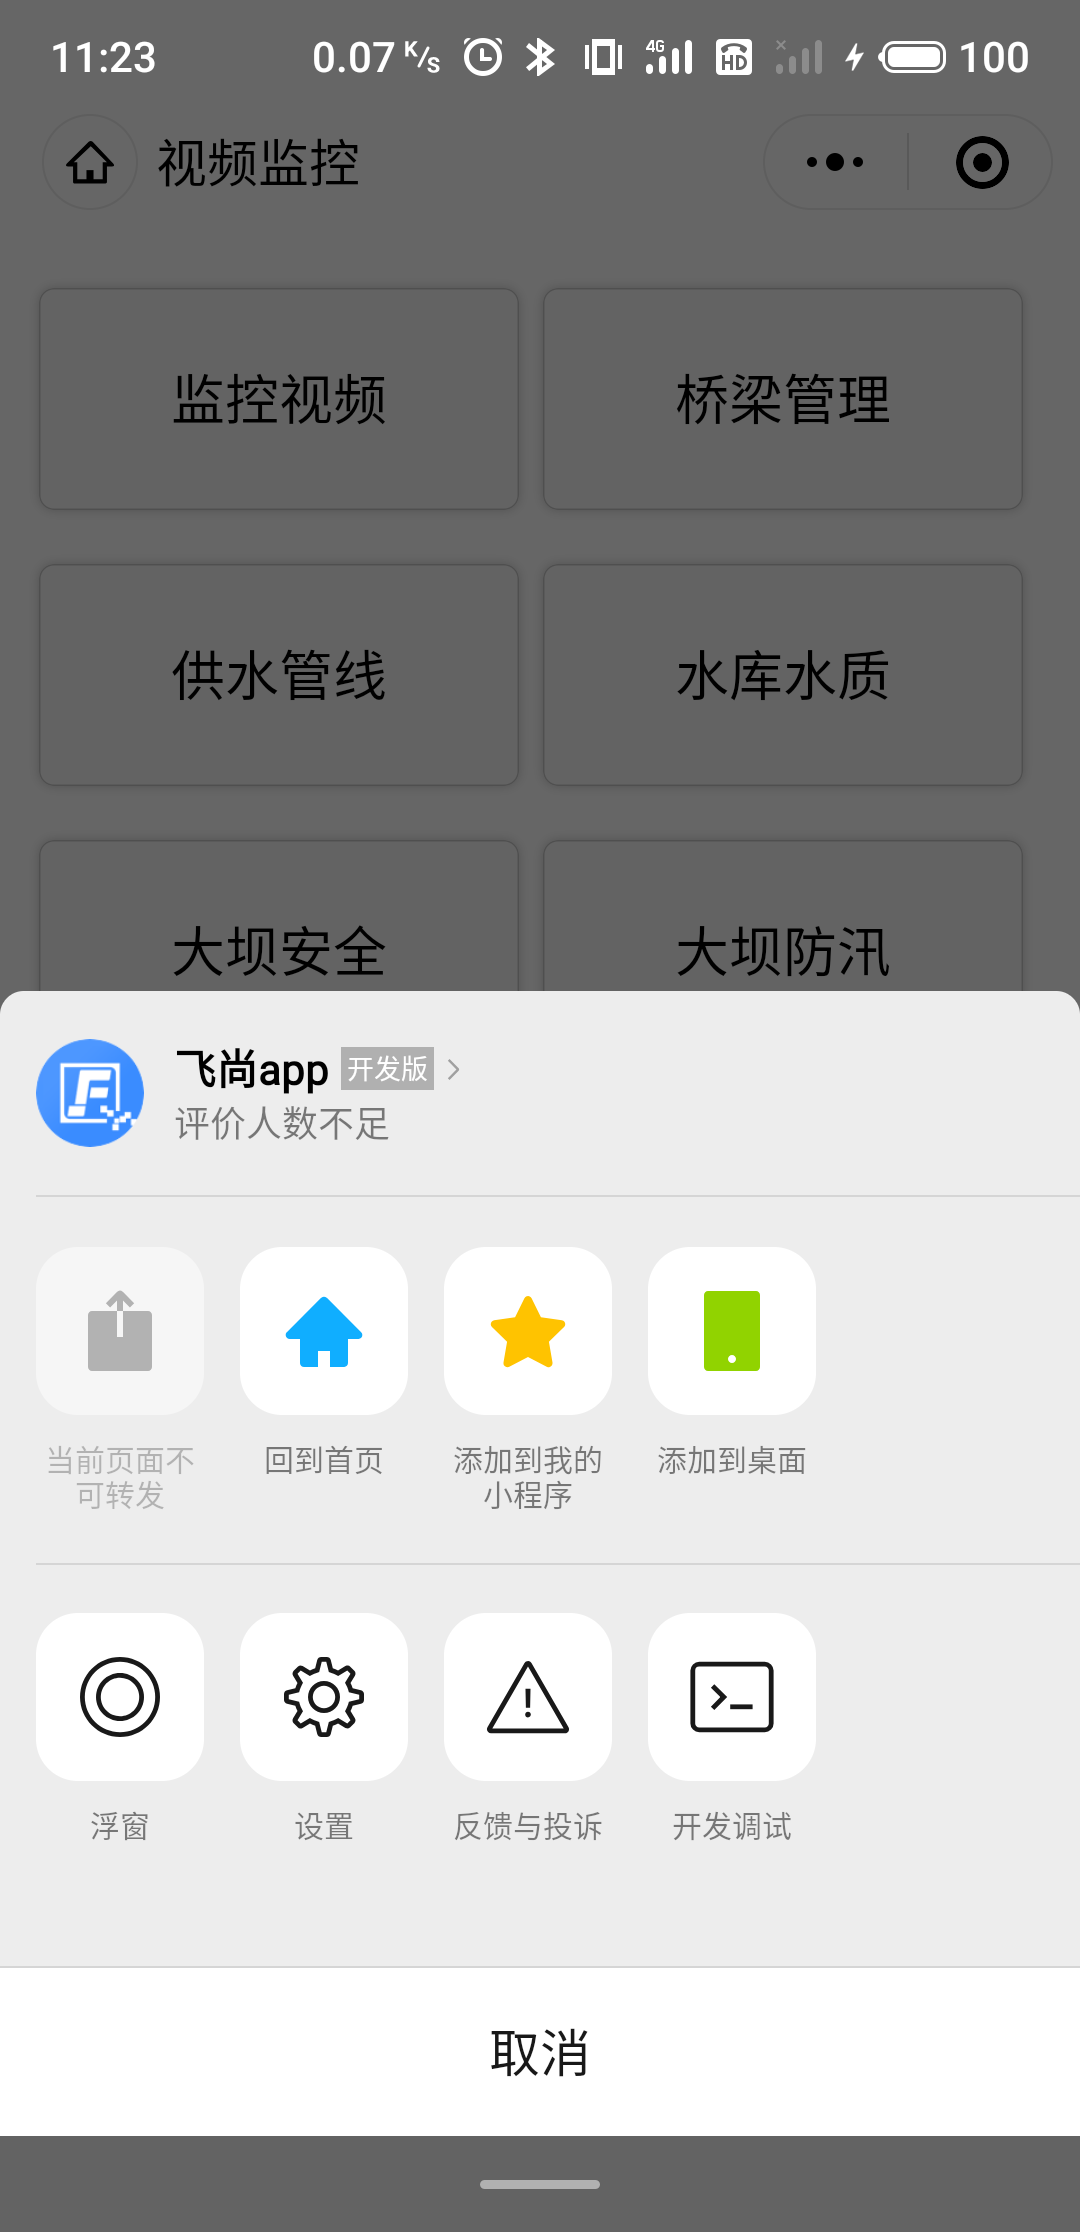 11:23 0.07 K/S 4G HD 100
视频监控
监控视频 桥梁管理
供水管线 水库水质
大坝安全 大坝防汛
飞尚app 开发版
评价人数不足
当前页面不
可转发
回到首页
添加到我的
小程序
添加到桌面
浮窗 设置 反馈与投诉 开发调试
取消